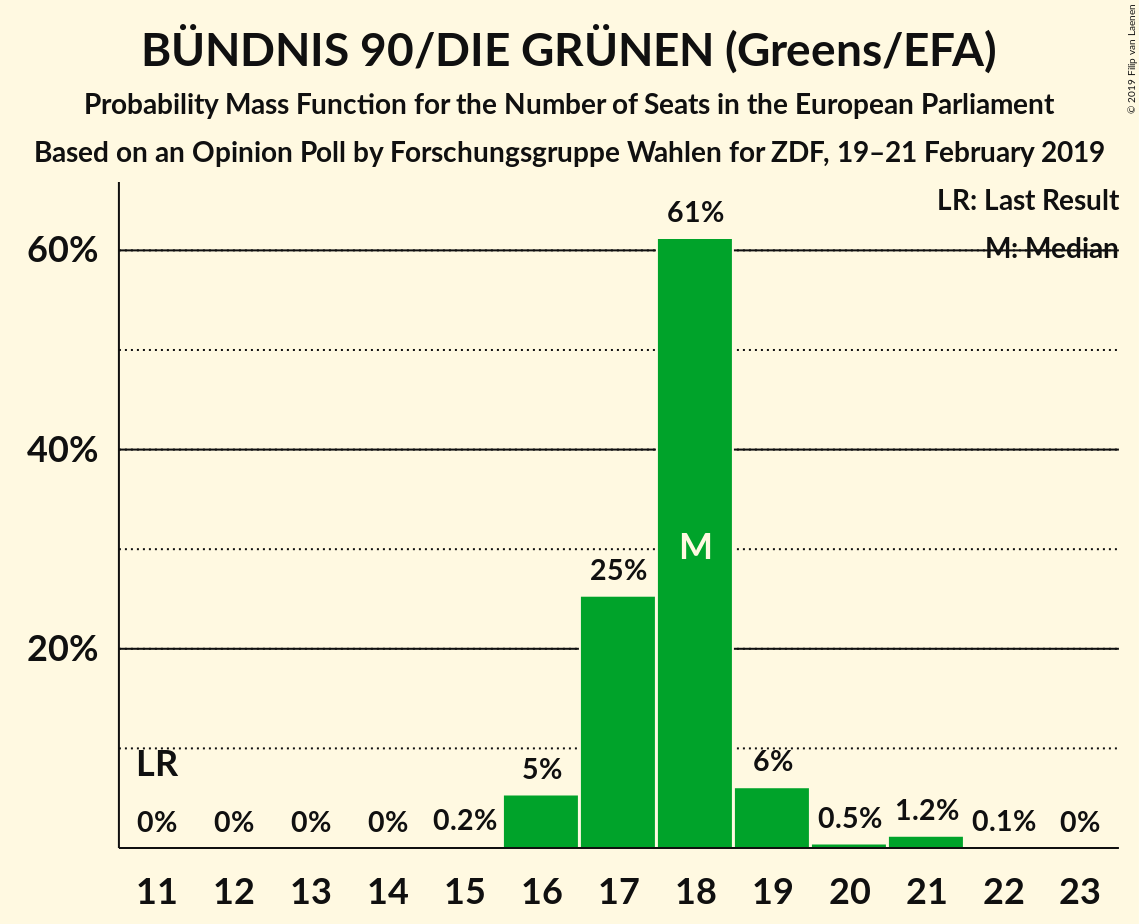 BÜNDNIS 90/DIE GRÜNEN (Greens/EFA)
Probability Mass Function for the Number of Seats in the European Parliament
Based on an Opinion Poll by Forschungsgruppe Wahlen for ZDF, 19–21 February 2019
© 2019 Filip van Laenen
LR: Last Result
M: Median
60%
40%
20%
61%
M
25%
LR
0% 0% 0% 0% 0.2% 5% 6% 0.5% 1.2% 0.1% 0%
11 12 13 14 15 16 17 18 19 20 21 22 23